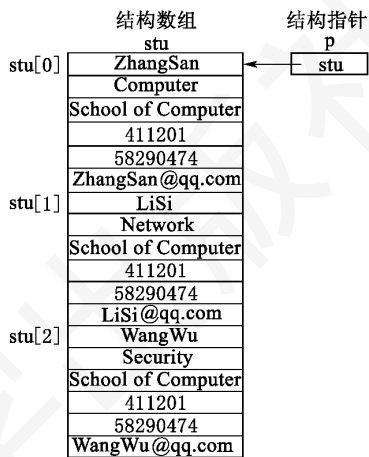 结构数组 结构指针
stu p
stu[0] ZhangSan stu
Computer
School of Computer
411201
58290474
ZhangSan@qq.com
stu[1] LiSi
Network
School of Computer
411201
58290474
LiSi@qq.com
stu[2] WangWu
Security
School of Computer
411201
58290474
WangWu@qq.com